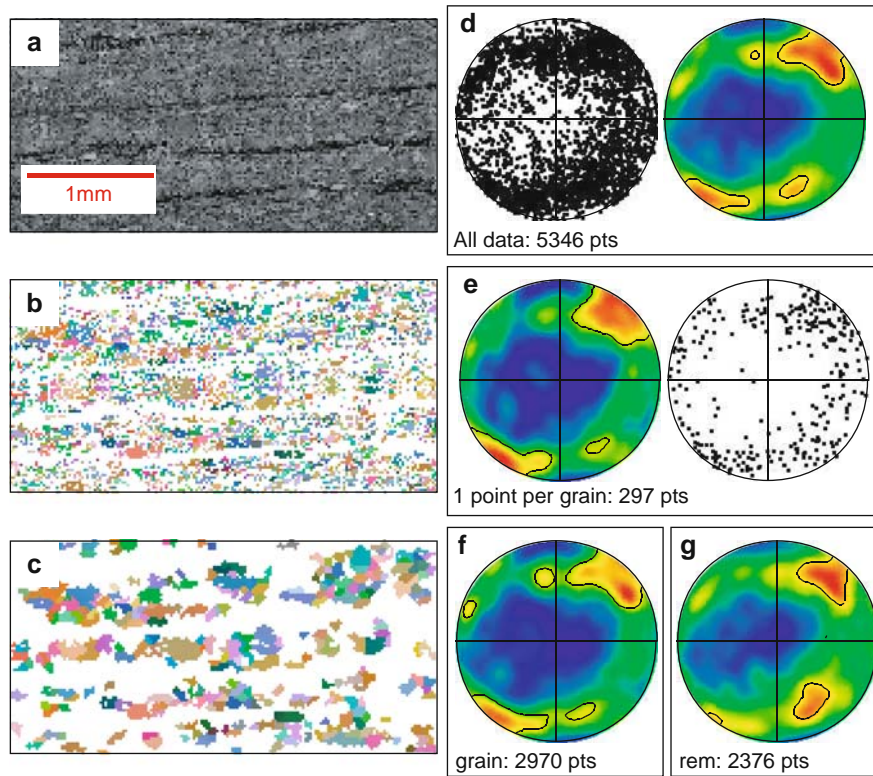 a
1mm
b
c
d
All data: 5346 pts
e
1 point per grain: 297 pts
f
grain: 2970 pts
g
rem: 2376 pts